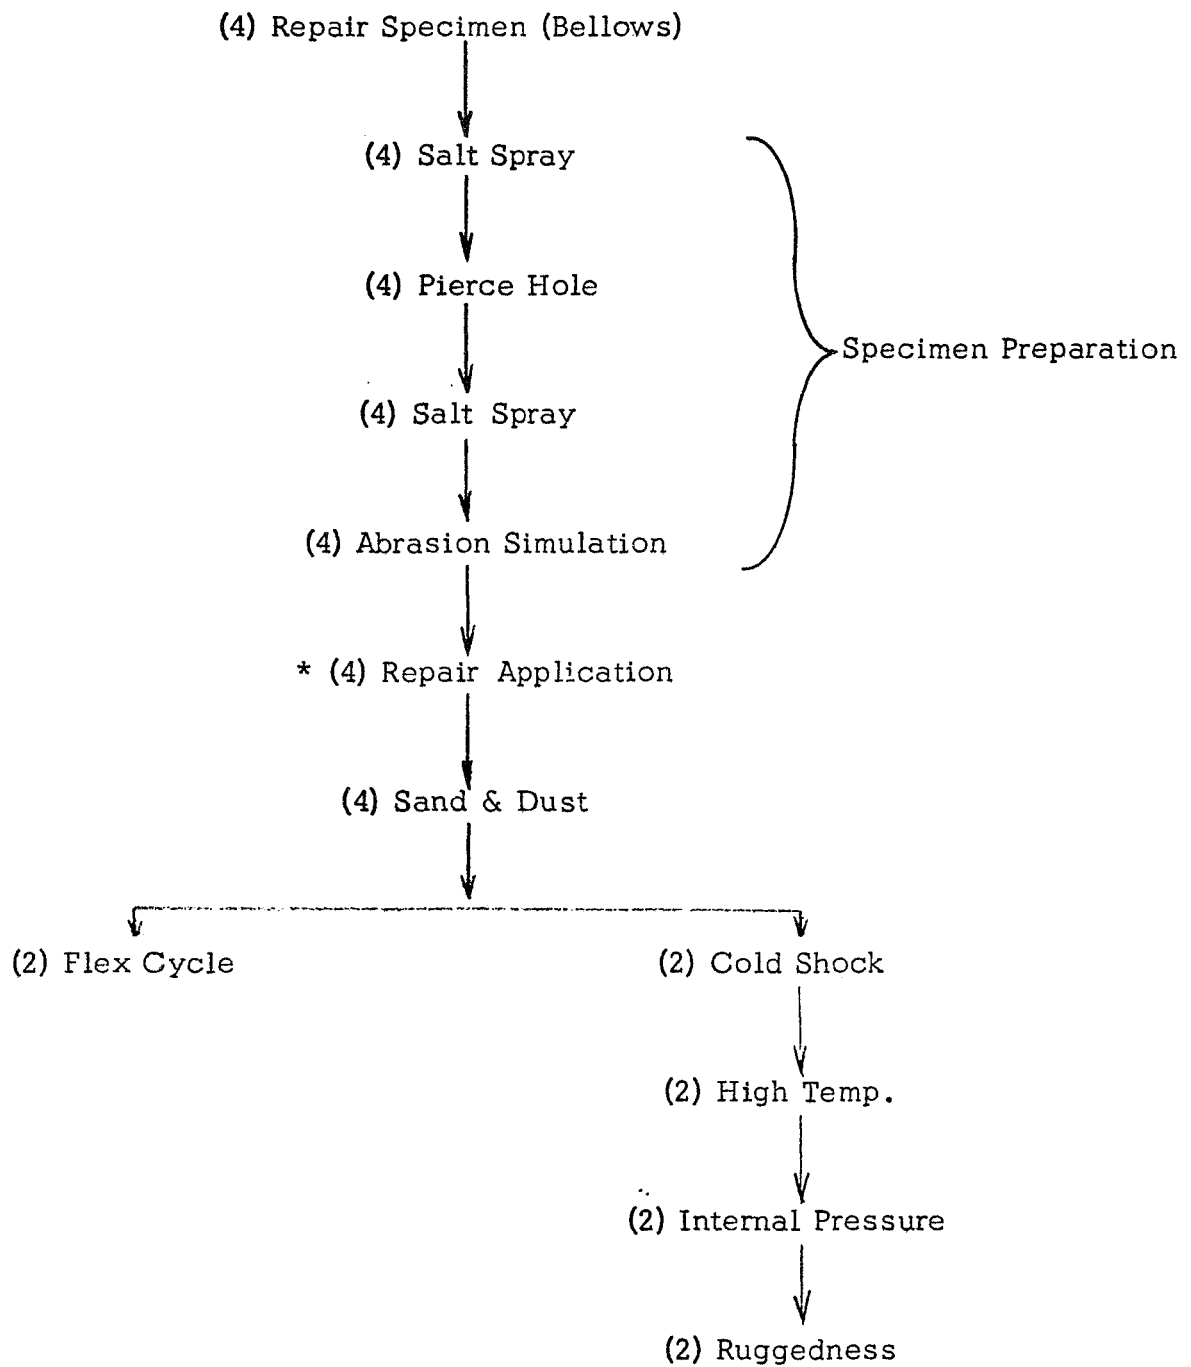 (4) Repair Specimen (Bellows)
(4) Salt Spray
(4) Pierce Hole
Specimen Preparation
(4) Salt Spray
(4) Abrasion Simulation
* (4) Repair Application
(4) Sand & Dust
(2) Flex Cycle
(2) Cold Shock
(2) High Temp.
(2) Internal Pressure
(2) Ruggedness